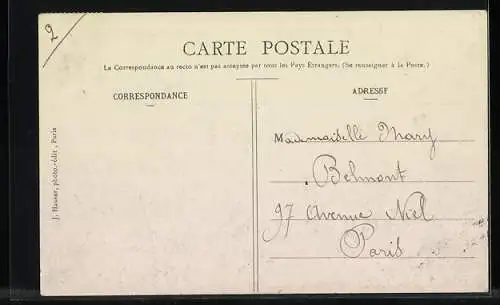 2
CARTE POSTALE
La Correspondance au recto n'est pas acceptée par tous les Pays Etrangers. (Se renseigner à la Poste.)
CORRESPONDANCE
ADRESSE
Mademoiselle Mary
Belmont
97 Avenue Niel
Paris
J. Hauser, photo.-édit., Paris